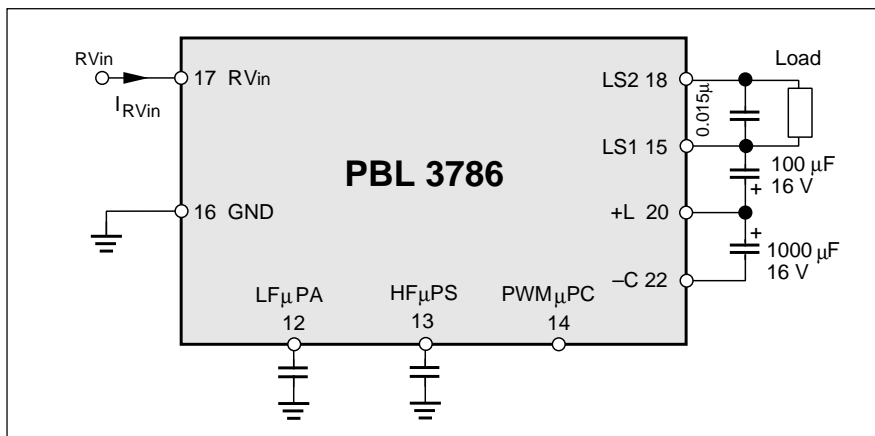 RVin
I RVin
17 RVin
LS2 18
0.015µ
Load
LS1 15
PBL 3786
100 µF
+ 16 V
16 GND
+L 20
+
1000 µF
16 V
–C 22
LFµPA
12
HFµPS
13
PWMµPC
14